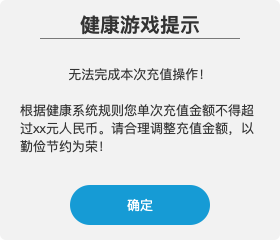 健康游戏提示
无法完成本次充值操作！
根据健康系统规则您单次充值金额不得超
过xx元人民币。请合理调整充值金额，以
勤俭节约为荣！
确定